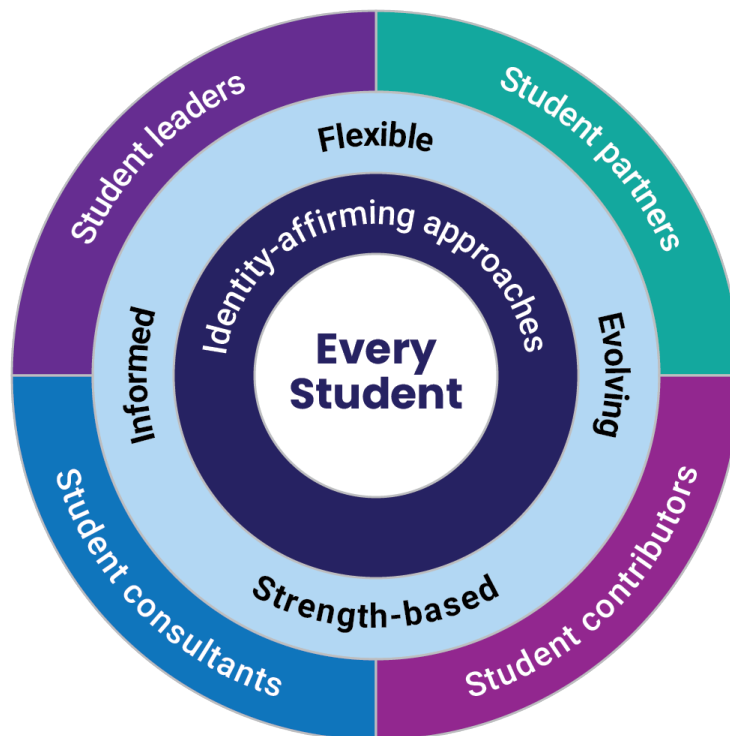 Student leaders
Student partners
Flexible
Identity-affirming approaches
Informed
Every
Student
Evolving
Strength-based
Student consultants
Student contributors